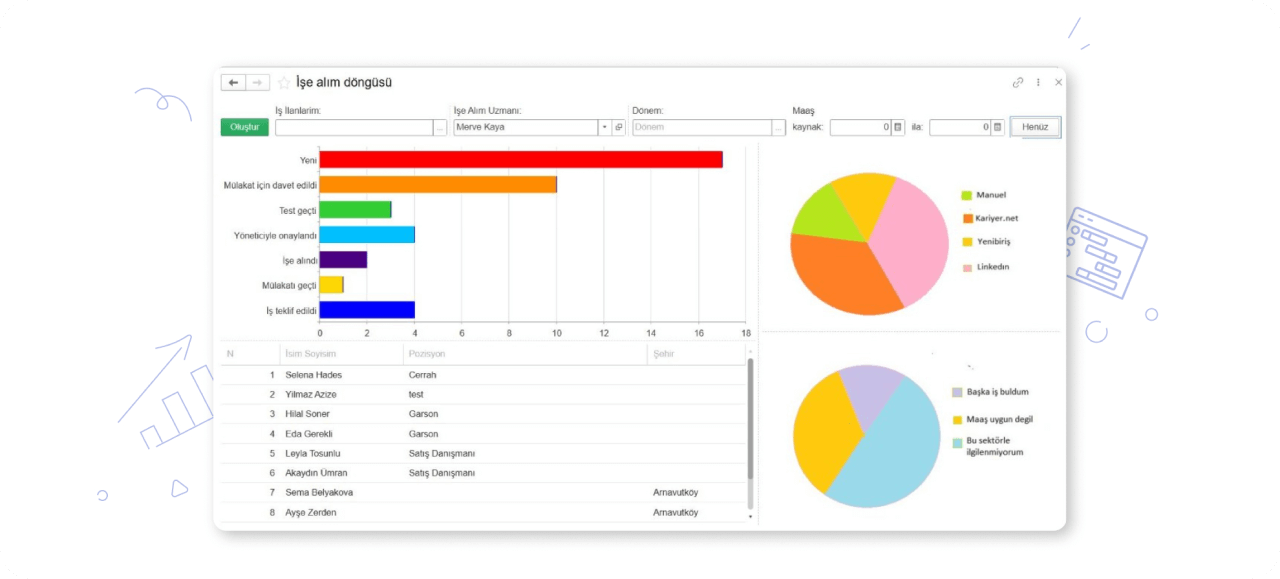 İşe alım döngüsü
İş İlanlarim:
İşe Alım Uzmanı:
Dönem:
Maaş
Oluştur
...
Merve Kaya
Dönem
...
kaynak:
0
ila:
0
Henüz
Yeni
Mülakat için davet edildi
Test geçti
Yöneticiyle onaylandı
İşe alındı
Mülakatı geçti
İş teklif edildi
0 2 4 6 8 10 12 14 16 18
Manuel
Kariyer.net
Yenibiriş
Linkedın
N İsim Soyisim Pozisyon Şehir
1 Selena Hades Cerrah
2 Yilmaz Azize test
3 Hilal Soner Garson
4 Eda Gerekli Garson
5 Leyla Tosunlu Satış Danışmanı
6 Akaydın Ümran Satış Danışmanı
7 Sema Belyakova Arnavutköy
8 Ayşe Zerden Arnavutköy
Başka iş buldum
Maaş uygun degil
Bu sektörle
ilgilenmiyorum